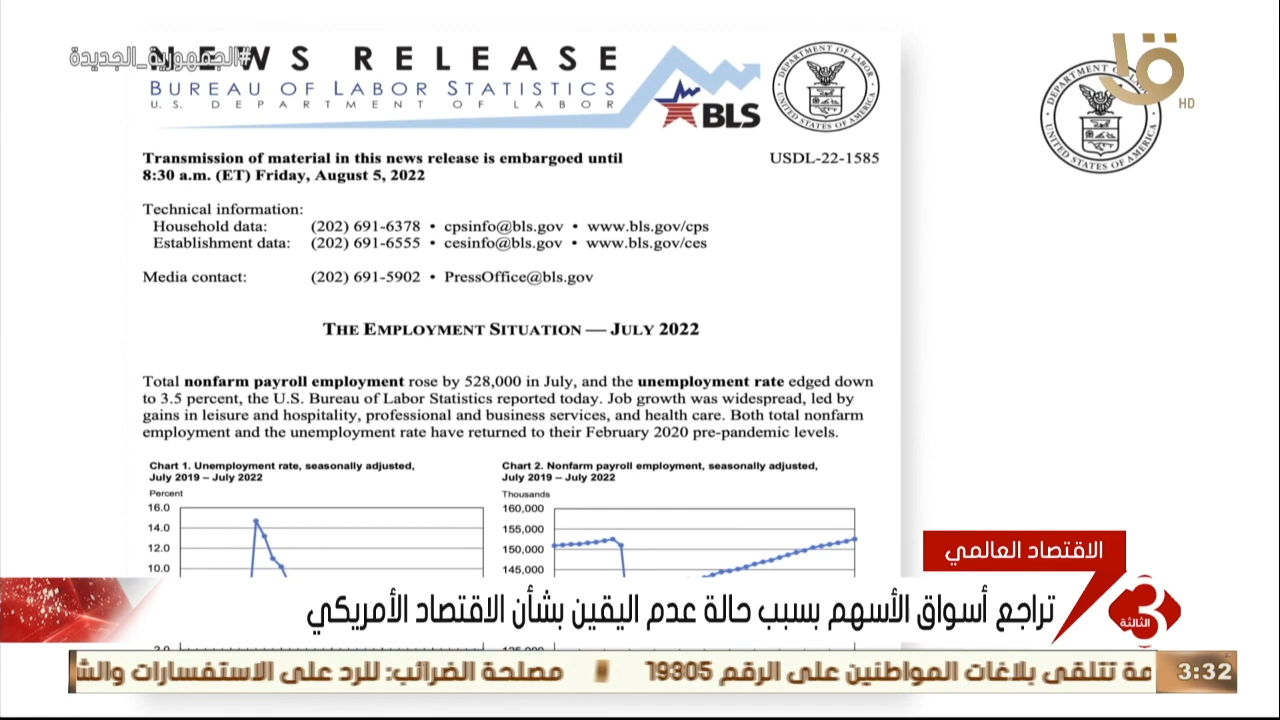 #الجمهورية_الجديدة
NEWS RELEASE
BUREAU OF LABOR STATISTICS
U.S. DEPARTMENT OF LABOR
BLS
DEPARTMENT OF LABOR
UNITED STATES OF AMERICA
HD
Transmission of material in this news release is embargoed until
USDL-22-1585
8:30 a.m. (ET) Friday, August 5, 2022
Technical information:
Household data: (202) 691-6378 • cpsinfo@bls.gov • www.bls.gov/cps
Establishment data: (202) 691-6555 • cesinfo@bls.gov • www.bls.gov/ces
Media contact: (202) 691-5902 • PressOffice@bls.gov
THE EMPLOYMENT SITUATION — JULY 2022
Total nonfarm payroll employment rose by 528,000 in July, and the unemployment rate edged down
to 3.5 percent, the U.S. Bureau of Labor Statistics reported today. Job growth was widespread, led by
gains in leisure and hospitality, professional and business services, and health care. Both total nonfarm
employment and the unemployment rate have returned to their February 2020 pre-pandemic levels.
Chart 1. Unemployment rate, seasonally adjusted,
July 2019 – July 2022
Percent
16.0
14.0
12.0
10.0
Chart 2. Nonfarm payroll employment, seasonally adjusted,
July 2019 – July 2022
Thousands
160,000
155,000
150,000
145,000
الاقتصاد العالمي
تراجع أسواق الأسهم بسبب حالة عدم اليقين بشأن الاقتصاد الأمريكي
3 الثالثة
3:32
تتلقى بلاغات المواطنين على الرقم 19805 مصلحة الضرائب: للرد على الاستفسارات